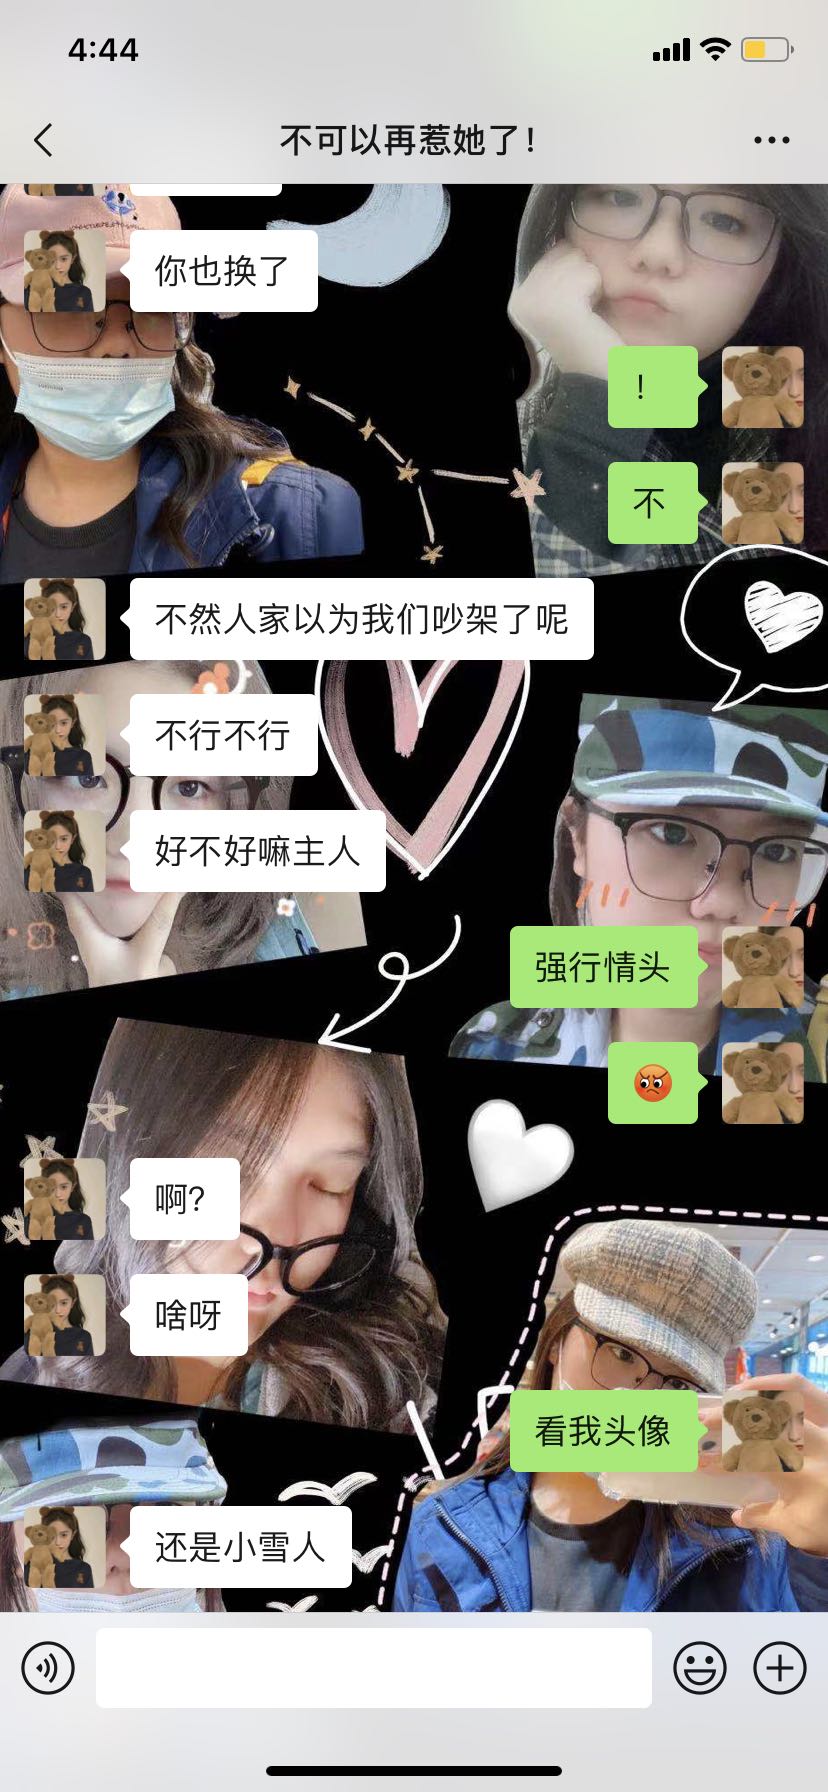 4:44
不可以再惹她了！
你也换了
！
不
不然人家以为我们吵架了呢
不行不行
好不好嘛主人
强行情头
啊？
啥呀
看我头像
还是小雪人